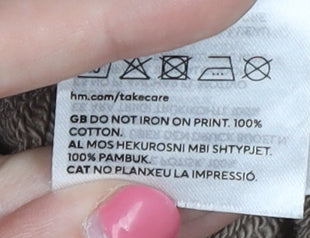 hm.com/takecare
GB DO NOT IRON ON PRINT. 100%
COTTON.
AL MOS HEKUROSNI MBI SHTYPJET.
100% PAMBUK.
CAT NO PLANXEU LA IMPRESSIÓ.